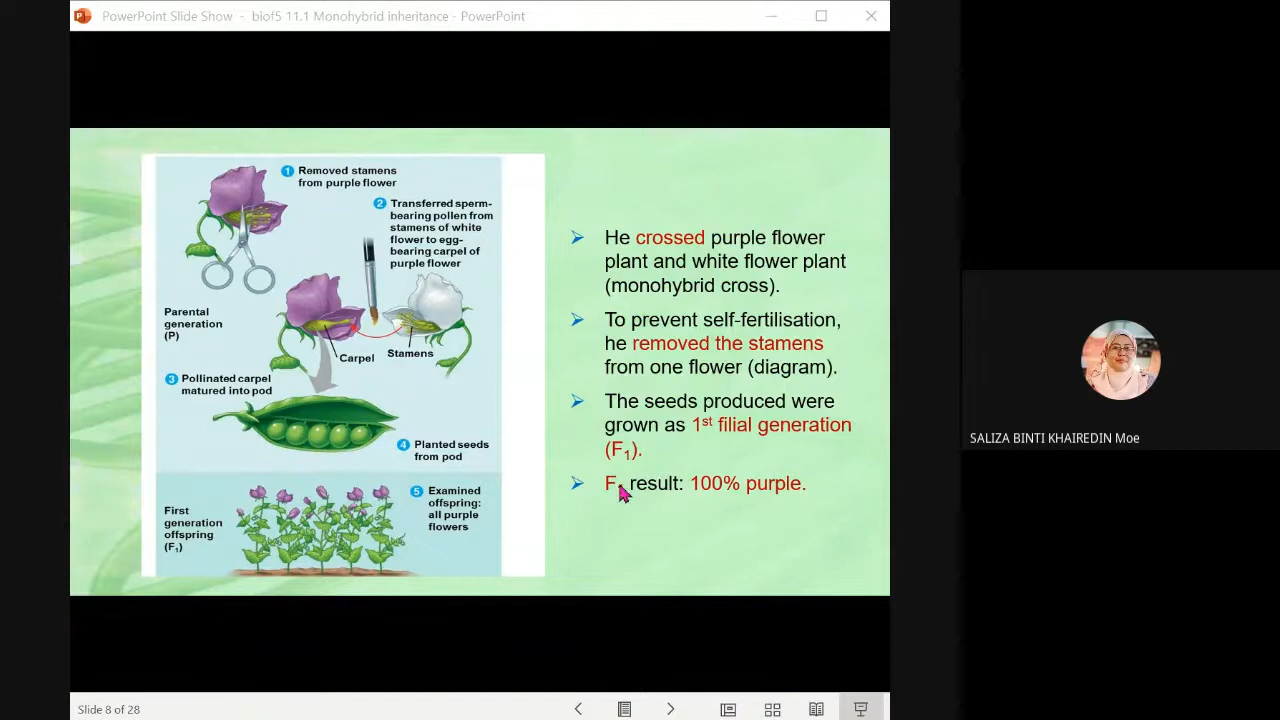 PowerPoint Slide Show - biof5 11.1 Monohybrid inheritance - PowerPoint
1 Removed stamens
from purple flower
2 Transferred sperm-
bearing pollen from
stamens of white
flower to egg-
bearing carpel of
purple flower
Parental
generation
(P)
Carpel
Stamens
3 Pollinated carpel
matured into pod
4 Planted seeds
from pod
First
generation
offspring
(F₁)
5 Examined
offspring:
all purple
flowers
➢ He crossed purple flower
plant and white flower plant
(monohybrid cross).
➢ To prevent self-fertilisation,
he removed the stamens
from one flower (diagram).
➢ The seeds produced were
grown as 1ˢᵗ filial generation
(F₁).
➢ F result: 100% purple.
SALIZA BINTI KHAIREDIN Moe
Slide 8 of 28